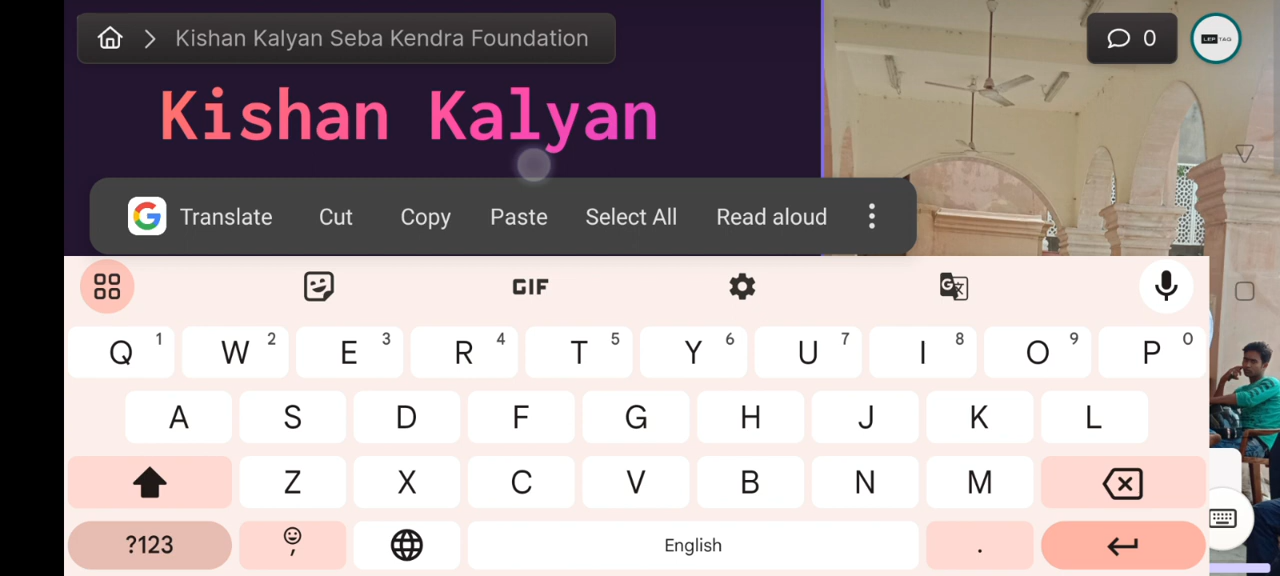 Kishan Kalyan Seba Kendra Foundation
0
LEP TAG
Kishan Kalyan
Translate Cut Copy Paste Select All Read aloud
GIF
Q 1 W 2 E 3 R 4 T 5 Y 6 U 7 I 8 O 9 P 0
A S D F G H J K L
Z X C V B N M
?123 , English .